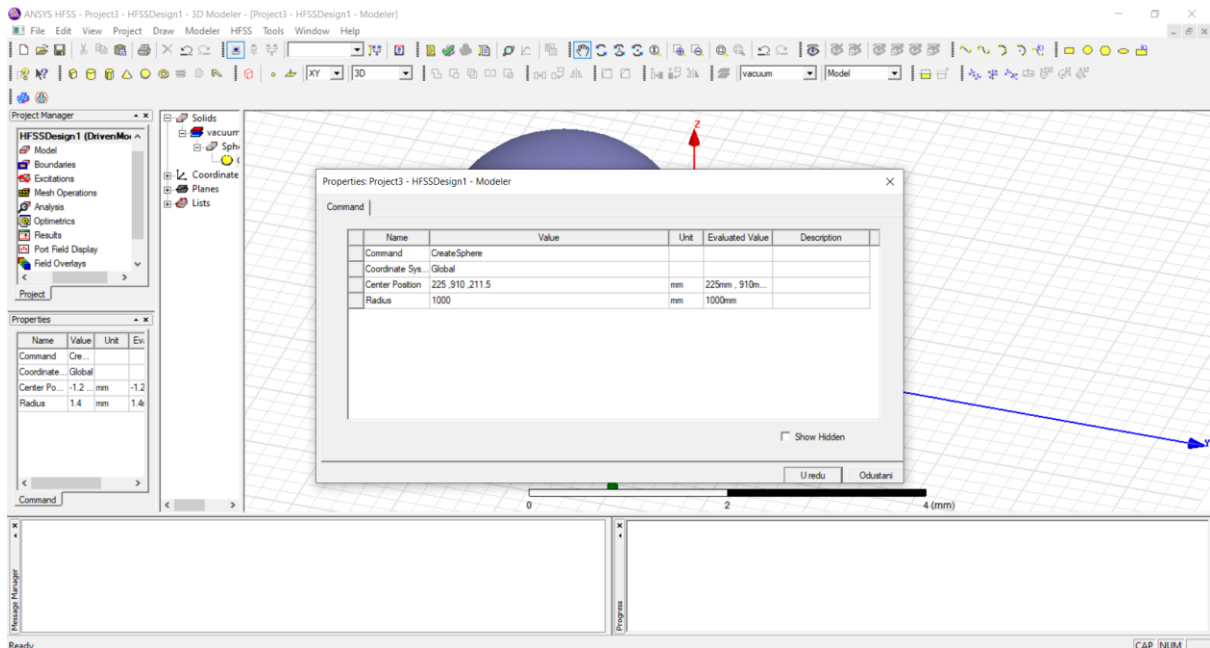 ANSYS HFSS - Project3 - HFSSDesign1 - 3D Modeler - [Project3 - HFSSDesign1 - Modeler]
File Edit View Project Draw Modeler HFSS Tools Window Help
XY 3D vacuum Model
Project Manager
HFSSDesign1 (DrivenMo
Model
Boundaries
Excitations
Mesh Operations
Analysis
Optimetrics
Results
Port Field Display
Field Overlays
Project
Solids
vacuum
Sph
Coordinate
Planes
Lists
Z
Y
Properties: Project3 - HFSSDesign1 - Modeler
Command
Name Value Unit Evaluated Value Description
Command CreateSphere
Coordinate Sys... Global
Center Position 225 ,910 ,211.5 mm 225mm , 910m...
Radius 1000 mm 1000mm
Show Hidden
U redu Odustani
Properties
Name Value Unit Ev
Command Cre...
Coordinate... Global
Center Po... -1.2 ... mm -1.2
Radius 1.4 mm 1.4
Command
0 2 4 (mm)
Message Manager
Progress
Ready
CAP NUM